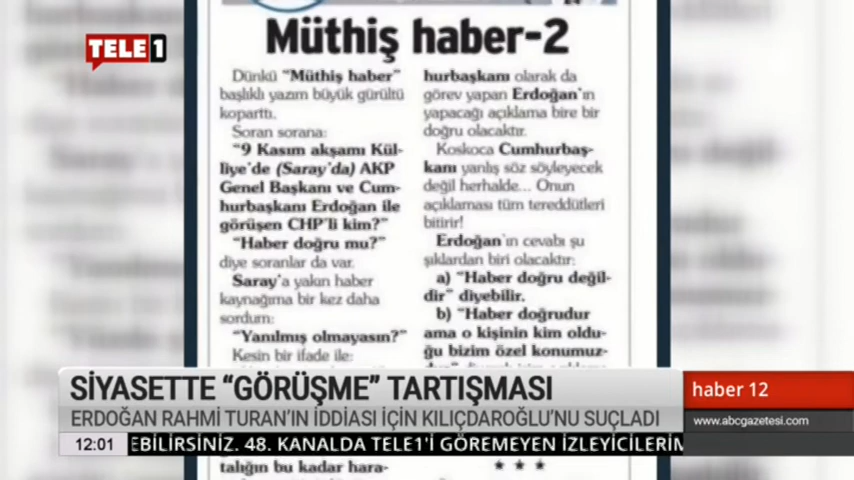 TELE1
Müthiş haber-2
Dünkü "Müthiş haber"
başlıklı yazım büyük gürültü
koparttı.
Soran sorana:
"9 Kasım akşamı Kül-
liye'de (Saray'da) AKP
Genel Başkanı ve Cum-
hurbaşkanı Erdoğan ile
görüşen CHP'li kim?"
"Haber doğru mu?"
diye soranlar da var.
Saray'a yakın haber
kaynağıma bir kez daha
sordum:
"Yanılmış olmayasın?"
Kesin bir ifade ile:
hurbaşkanı olarak da
görev yapan Erdoğan'ın
yapacağı açıklama bire bir
doğru olacaktır.
Koskoca Cumhurbaş-
kanı yanlış söz söyleyecek
değil herhalde... Onun
açıklaması tüm tereddütleri
bitirir!
Erdoğan'ın cevabı şu
şıklardan biri olacaktır:
a) "Haber doğru değil-
dir" diyebilir.
b) "Haber doğrudur
ama o kişinin kim oldu-
ğu bizim özel konumuz-
SİYASETTE "GÖRÜŞME" TARTIŞMASI
ERDOĞAN RAHMİ TURAN'IN İDDİASI İÇİN KILIÇDAROĞLU'NU SUÇLADI
haber 12
www.abcgazetesi.com
12:01
EBİLİRSİNİZ. 48. KANALDA TELE1'İ GÖREMEYEN İZLEYİCİLERİM
talığın bu kadar hara-
***